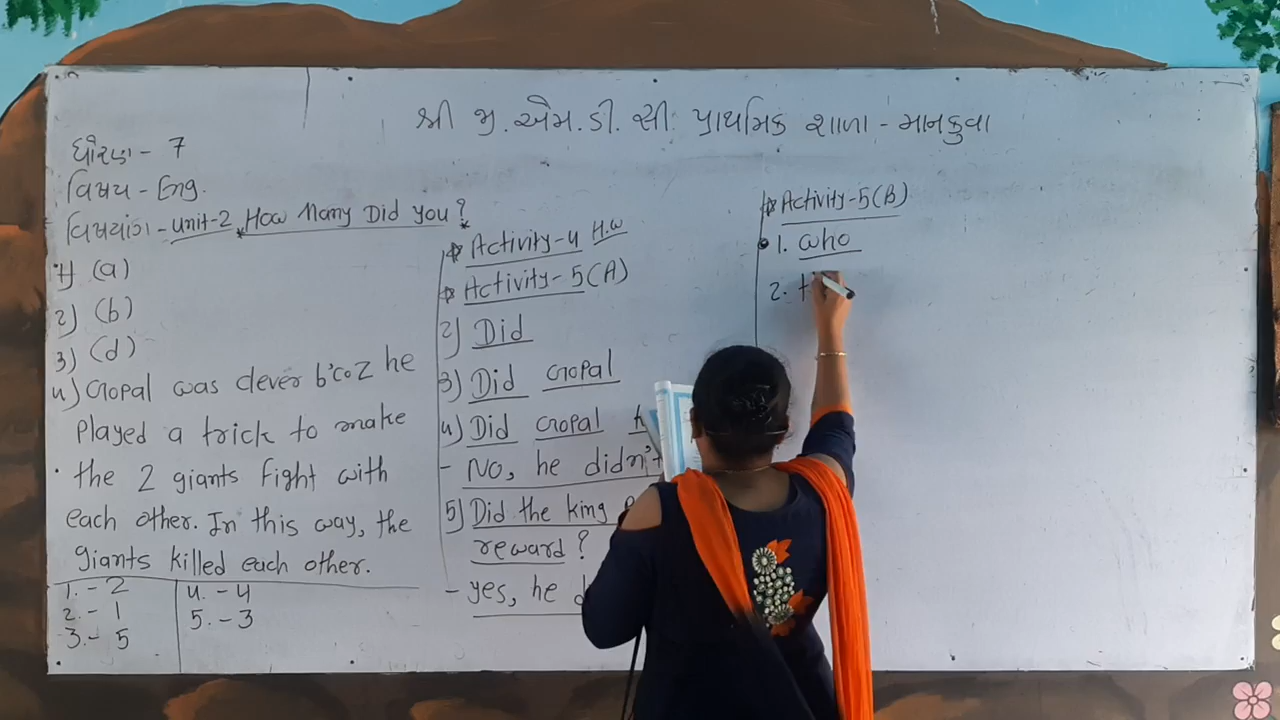 શ્રી જી. એમ. ડી. સી. પ્રાથમિક શાળા - માનકુવા
ધોરણ - 7
વિષય - Eng.
વિષયાંગ - unit-2 * How Many Did You? *
1) (a)
2) (b)
3) (d)
4) Gopal was clever b'coz he
Played a trick to make
the 2 giants fight with
each other. In this way, the
giants killed each other.
1. - 2
2. - 1
3. - 5
4. - 4
5. - 3
* Activity-4 H.W
* Activity-5(A)
2) Did
3) Did Gopal
4) Did Gopal
- No, he didn't
5) Did the king
reward?
- yes, he
* Activity-5(B)
1. who
2.